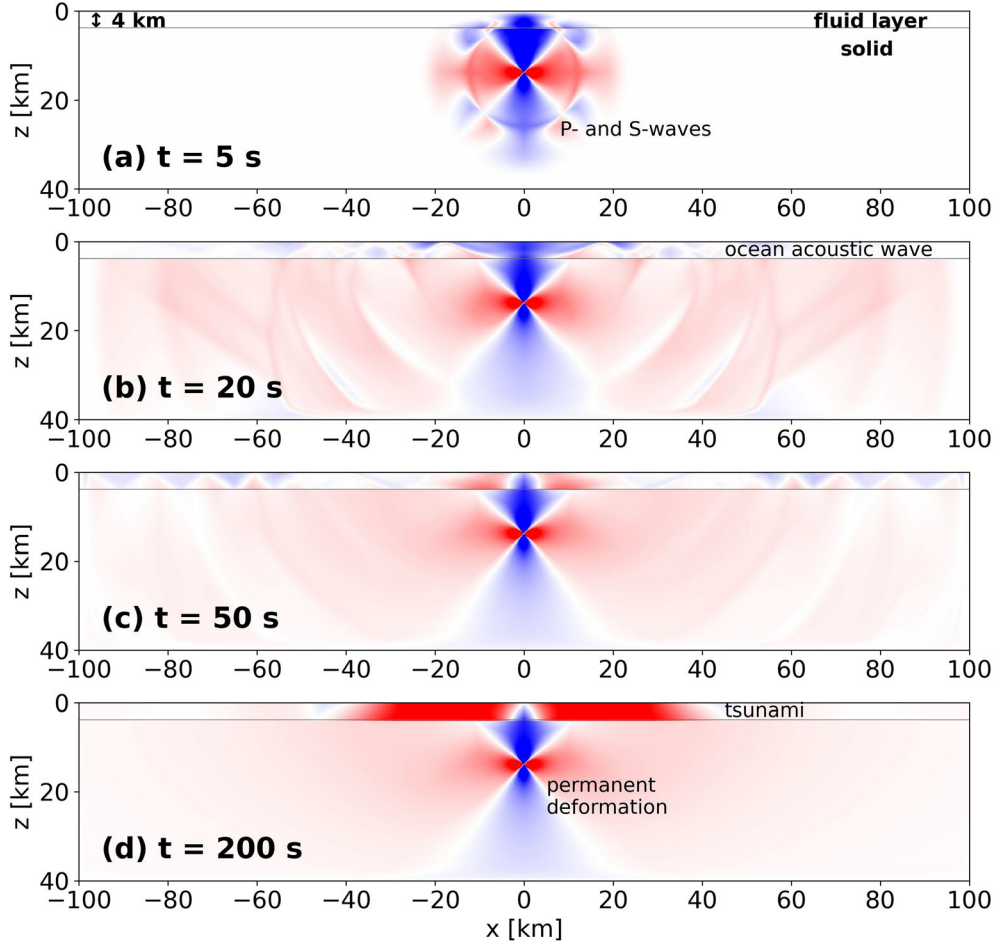 0
↕ 4 km
fluid layer
solid
20
z [km]
P- and S-waves
(a) t = 5 s
40
−100 −80 −60 −40 −20 0 20 40 60 80 100
0
ocean acoustic wave
20
z [km]
(b) t = 20 s
40
−100 −80 −60 −40 −20 0 20 40 60 80 100
0
20
z [km]
(c) t = 50 s
40
−100 −80 −60 −40 −20 0 20 40 60 80 100
0
tsunami
20
z [km]
permanent
deformation
(d) t = 200 s
40
−100 −80 −60 −40 −20 0 20 40 60 80 100
x [km]